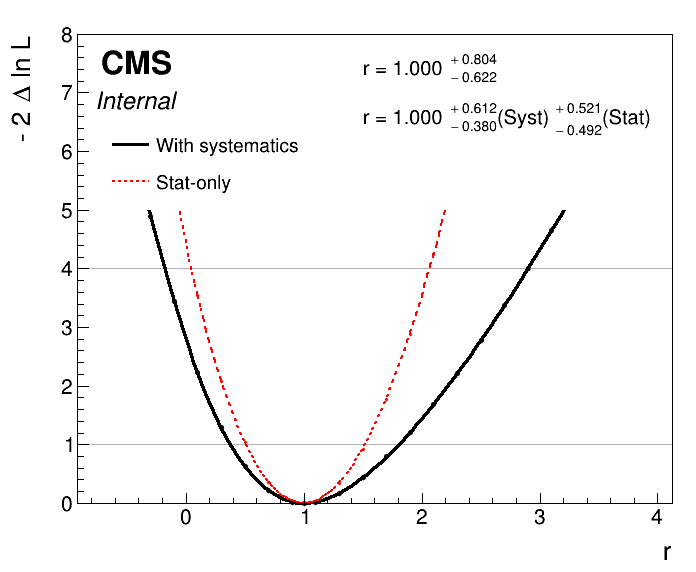 - 2 Δ ln L
8
7
6
5
4
3
2
1
0
CMS
Internal
r = 1.000 + 0.804 − 0.622
r = 1.000 + 0.612 − 0.380 (Syst) + 0.521 − 0.492 (Stat)
With systematics
Stat-only
0 1 2 3 4
r